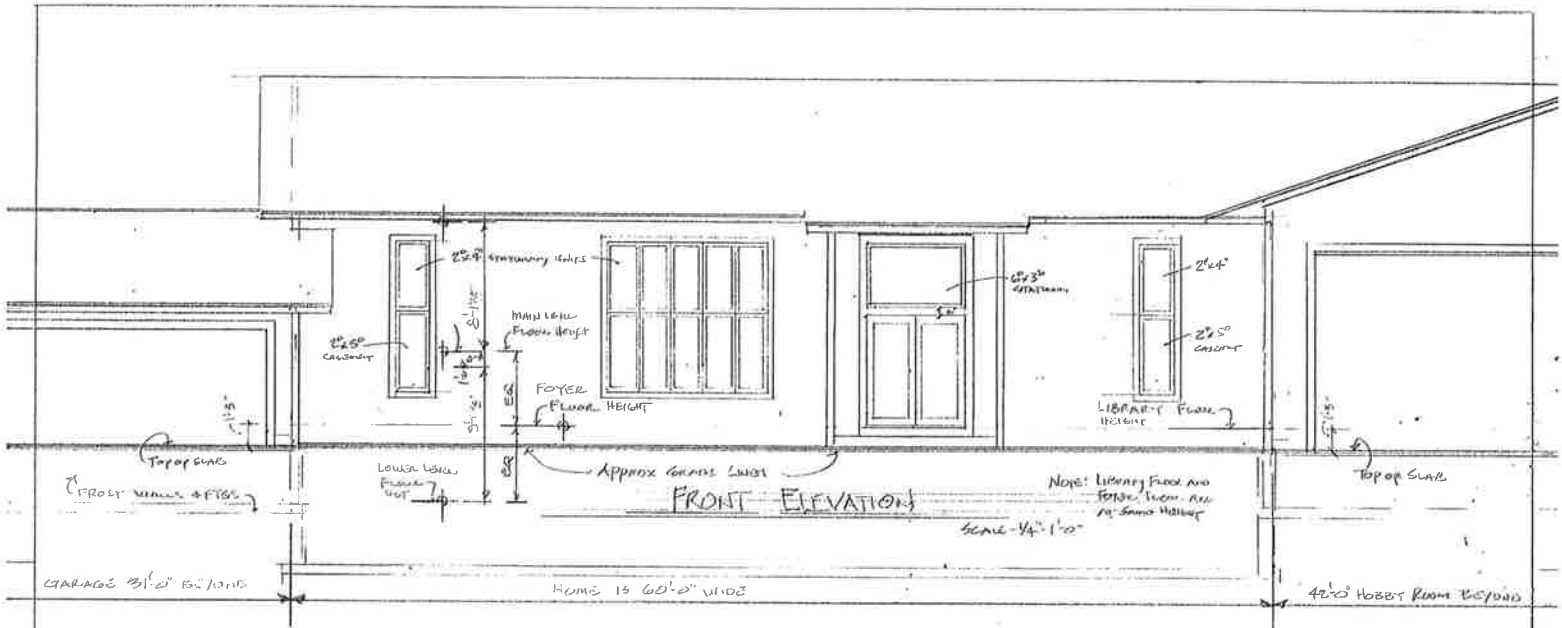 2⁰x4⁰ STATIONARY UNITS
2⁰x5⁰
CASEMENT
MAIN LEVEL
FLOOR HEIGHT
FOYER
FLOOR HEIGHT
6⁰x3⁶
STATIONARY
2⁰x4⁰
2⁰x5⁰
CASEMENT
LIBRARY FLOOR
HEIGHT
TOP OF SLAB
FROST WALLS & FTGS
LOWER LEVEL
FLOOR
APPROX GRADE LINES
FRONT ELEVATION
SCALE - 1/4" - 1'-0"
NOTE: LIBRARY FLOOR AND
FLOOR ARE
AT SAME HEIGHT
TOP OF SLAB
GARAGE 31'-0" BEYOND
HOME IS 60'-0" WIDE
42'-0" HOBBY ROOM BEYOND